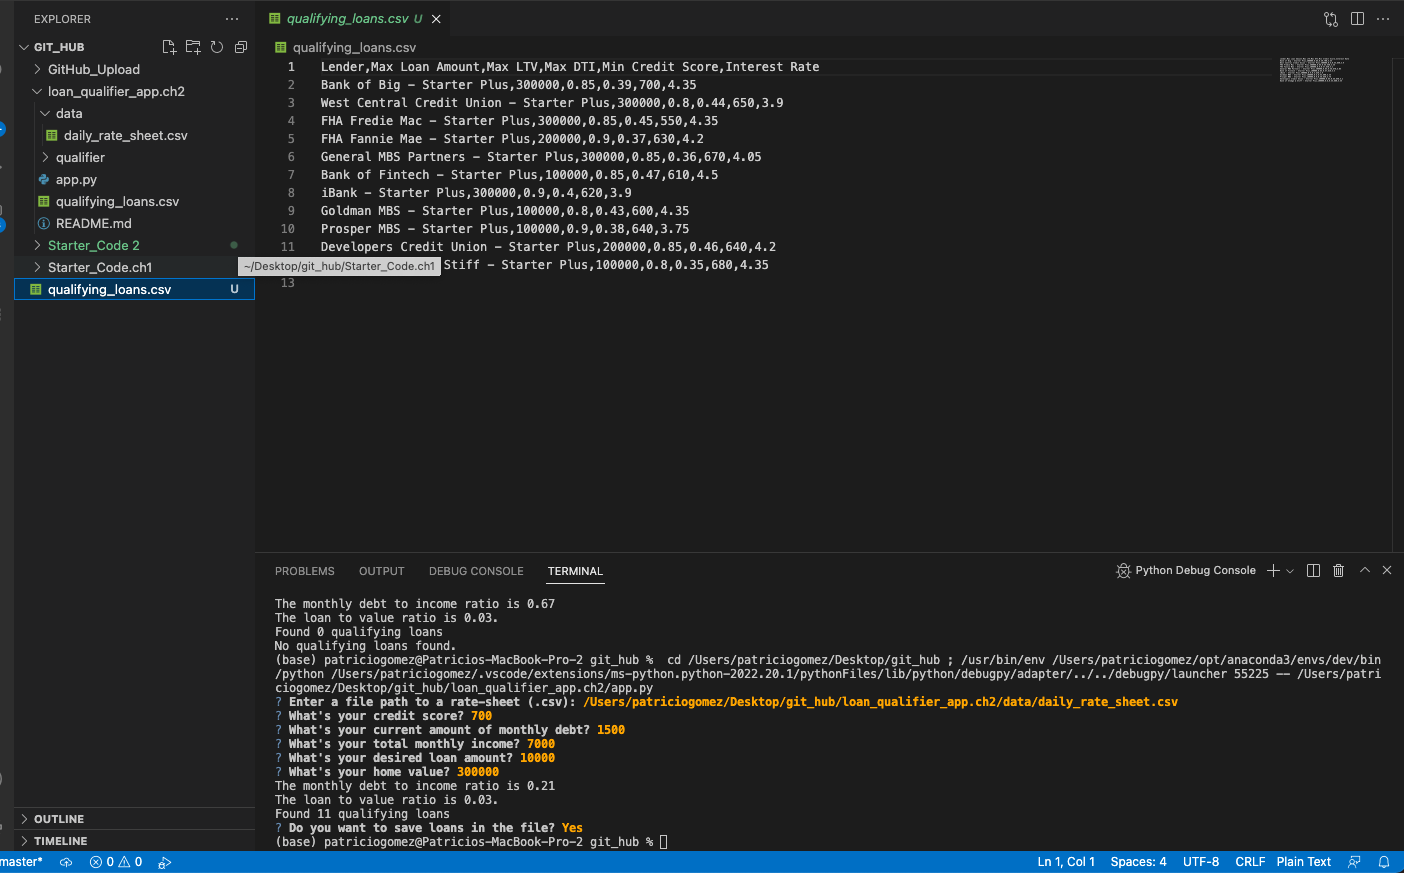 EXPLORER
GIT_HUB
GitHub_Upload
loan_qualifier_app.ch2
data
daily_rate_sheet.csv
qualifier
app.py
qualifying_loans.csv
README.md
Starter_Code 2
Starter_Code.ch1
qualifying_loans.csv U
OUTLINE
TIMELINE
qualifying_loans.csv U
qualifying_loans.csv
1 Lender,Max Loan Amount,Max LTV,Max DTI,Min Credit Score,Interest Rate
2 Bank of Big - Starter Plus,300000,0.85,0.39,700,4.35
3 West Central Credit Union - Starter Plus,300000,0.8,0.44,650,3.9
4 FHA Fredie Mac - Starter Plus,300000,0.85,0.45,550,4.35
5 FHA Fannie Mae - Starter Plus,200000,0.9,0.37,630,4.2
6 General MBS Partners - Starter Plus,300000,0.85,0.36,670,4.05
7 Bank of Fintech - Starter Plus,100000,0.85,0.47,610,4.5
8 iBank - Starter Plus,300000,0.9,0.4,620,3.9
9 Goldman MBS - Starter Plus,100000,0.8,0.43,600,4.35
10 Prosper MBS - Starter Plus,100000,0.9,0.38,640,3.75
11 Developers Credit Union - Starter Plus,200000,0.85,0.46,640,4.2
~/Desktop/git_hub/Starter_Code.ch1 Stiff - Starter Plus,100000,0.8,0.35,680,4.35
13
PROBLEMS OUTPUT DEBUG CONSOLE TERMINAL Python Debug Console
The monthly debt to income ratio is 0.67
The loan to value ratio is 0.03.
Found 0 qualifying loans
No qualifying loans found.
(base) patriciogomez@Patricios-MacBook-Pro-2 git_hub % cd /Users/patriciogomez/Desktop/git_hub ; /usr/bin/env /Users/patriciogomez/opt/anaconda3/envs/dev/bin
/python /Users/patriciogomez/.vscode/extensions/ms-python.python-2022.20.1/pythonFiles/lib/python/debugpy/adapter/../../debugpy/launcher 55225 -- /Users/patri
ciogomez/Desktop/git_hub/loan_qualifier_app.ch2/app.py
? Enter a file path to a rate-sheet (.csv): /Users/patriciogomez/Desktop/git_hub/loan_qualifier_app.ch2/data/daily_rate_sheet.csv
? What's your credit score? 700
? What's your current amount of monthly debt? 1500
? What's your total monthly income? 7000
? What's your desired loan amount? 10000
? What's your home value? 300000
The monthly debt to income ratio is 0.21
The loan to value ratio is 0.03.
Found 11 qualifying loans
? Do you want to save loans in the file? Yes
(base) patriciogomez@Patricios-MacBook-Pro-2 git_hub %
master* 0 0 Ln 1, Col 1 Spaces: 4 UTF-8 CRLF Plain Text